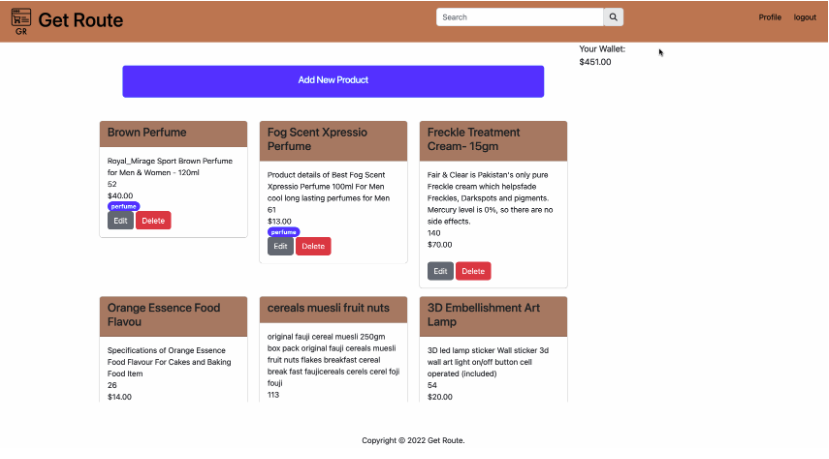 GR
Get Route
Search
Profile
logout
Your Wallet:
$451.00
Add New Product
Brown Perfume
Royal_Mirage Sport Brown Perfume
for Men & Women - 120ml
52
$40.00
perfume
Edit
Delete
Fog Scent Xpressio
Perfume
Product details of Best Fog Scent
Xpressio Perfume 100ml For Men
cool long lasting perfumes for Men
61
$13.00
perfume
Edit
Delete
Freckle Treatment
Cream- 15gm
Fair & Clear is Pakistan's only pure
Freckle cream which helpsfade
Freckles, Darkspots and pigments.
Mercury level is 0%, so there are no
side effects.
140
$70.00
Edit
Delete
Orange Essence Food
Flavou
Specifications of Orange Essence
Food Flavour For Cakes and Baking
Food Item
26
$14.00
cereals muesli fruit nuts
original fauji cereal muesli 250gm
box pack original fauji cereals muesli
fruit nuts flakes breakfast cereal
break fast faujicereals cerels cerel foji
fouji
113
3D Embellishment Art
Lamp
3D led lamp sticker Wall sticker 3d
wall art light on/off button cell
operated (included)
54
$20.00
Copyright © 2022 Get Route.